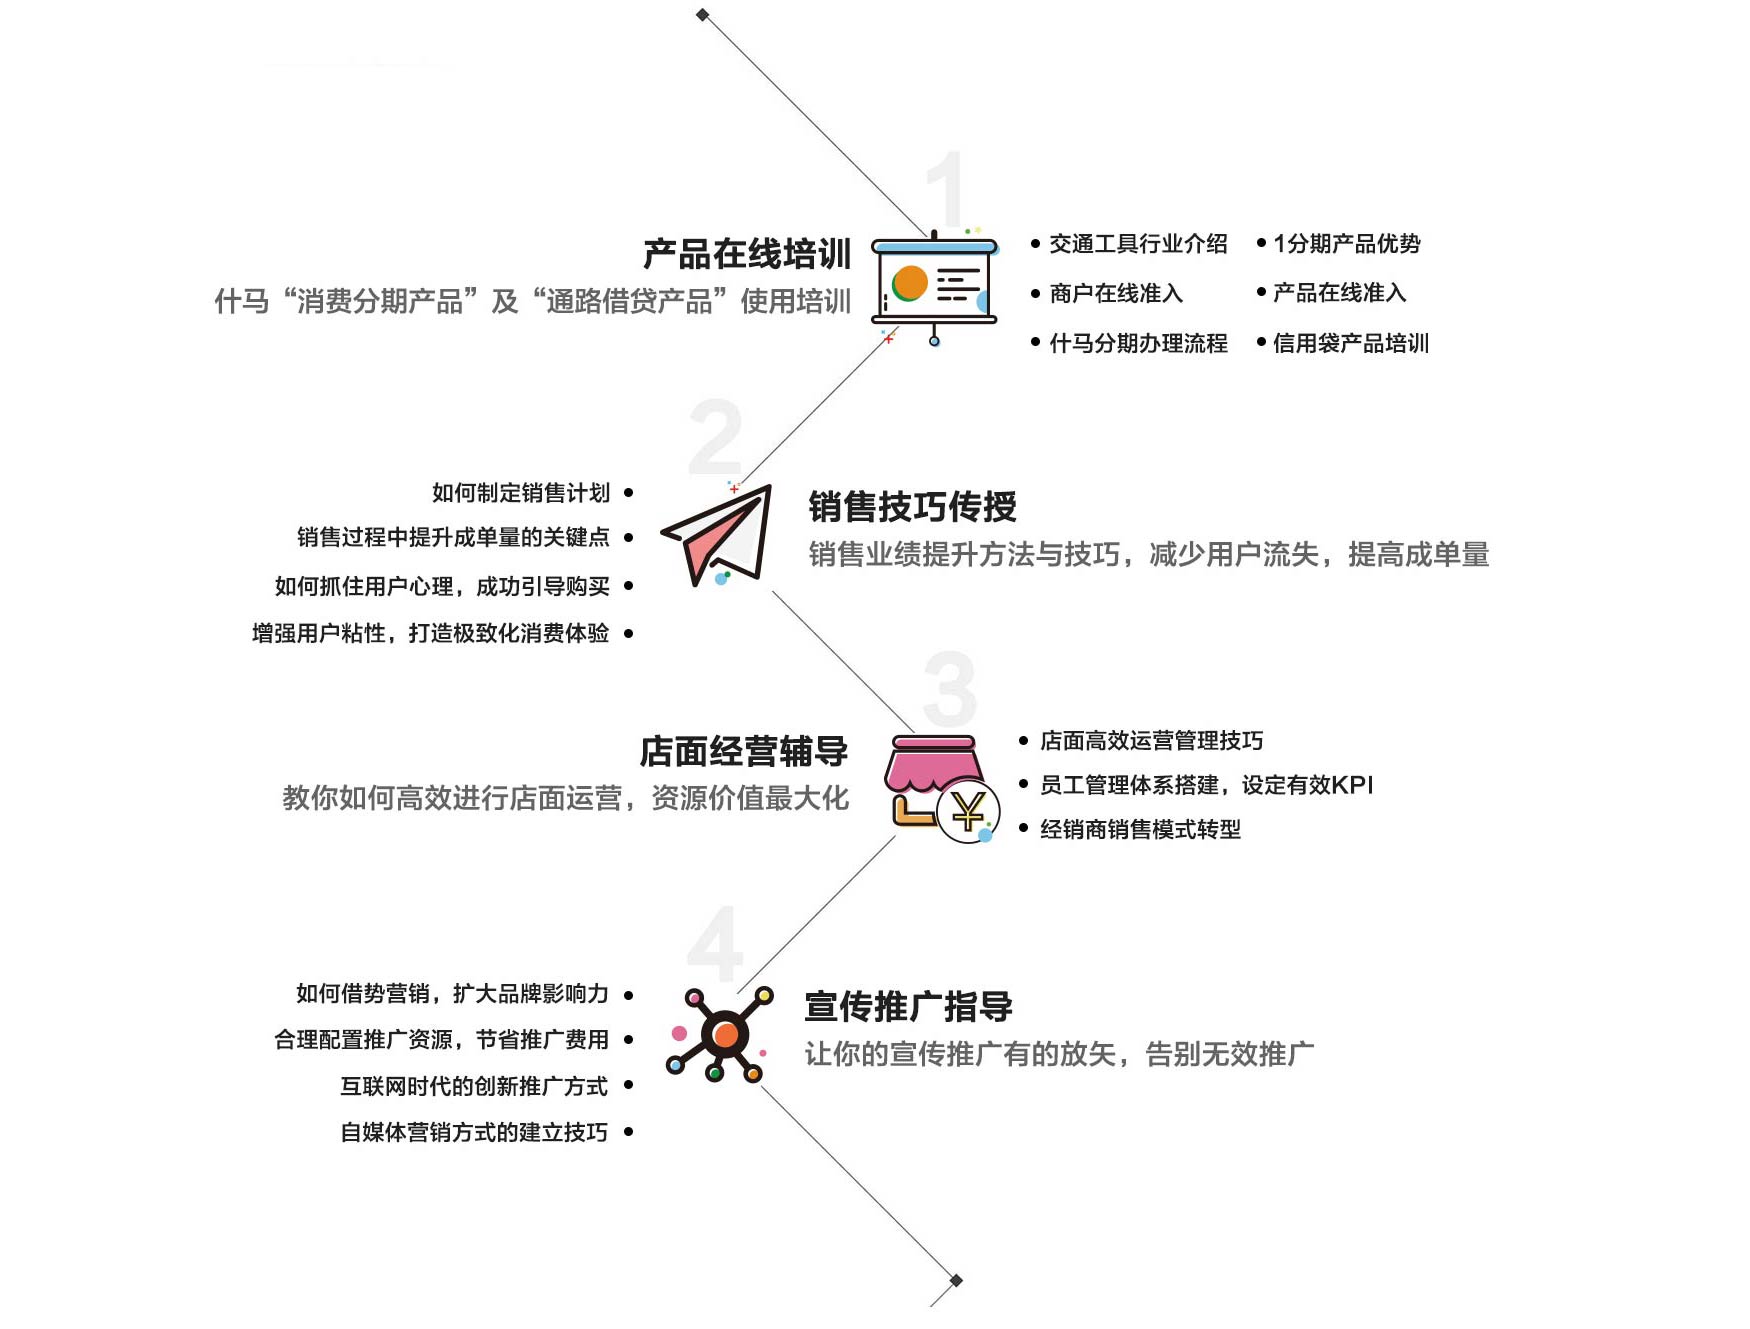 1
产品在线培训
什马“消费分期产品”及“通路借贷产品”使用培训
交通工具行业介绍
1分期产品优势
商户在线准入
产品在线准入
什马分期办理流程
信用袋产品培训
2
如何制定销售计划
销售过程中提升成单量的关键点
如何抓住用户心理，成功引导购买
增强用户粘性，打造极致化消费体验
销售技巧传授
销售业绩提升方法与技巧，减少用户流失，提高成单量
3
店面经营辅导
教你如何高效进行店面运营，资源价值最大化
¥
店面高效运营管理技巧
员工管理体系搭建，设定有效KPI
经销商销售模式转型
4
如何借势营销，扩大品牌影响力
合理配置推广资源，节省推广费用
互联网时代的创新推广方式
自媒体营销方式的建立技巧
宣传推广指导
让你的宣传推广有的放矢，告别无效推广